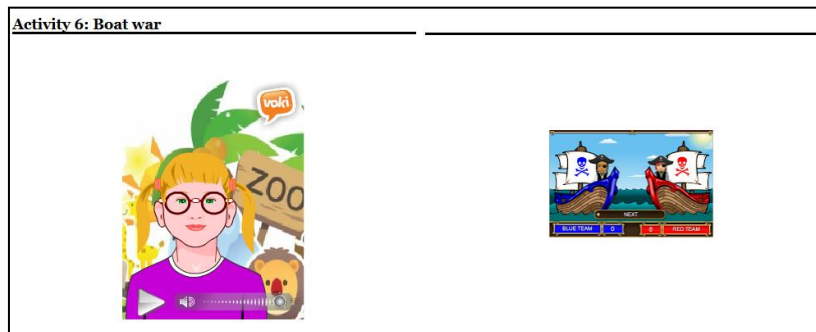 Activity 6: Boat war
voki
ZOO
NEXT
BLUE TEAM 0 0 RED TEAM